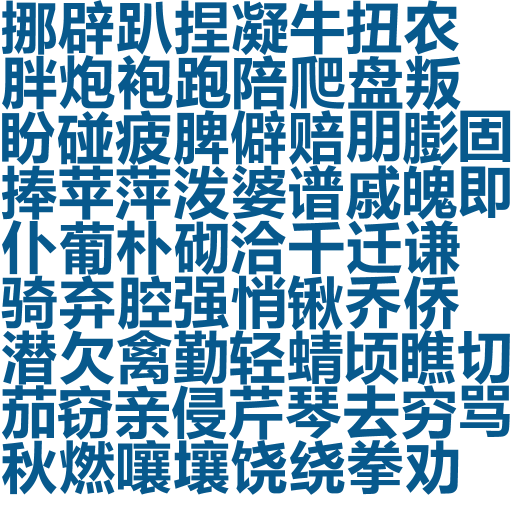 挪辟趴捏凝牛扭农
胖炮袍跑陪爬盘叛
盼碰疲脾僻赔朋膨固
捧苹萍泼婆谱戚魄即
仆葡朴砌洽千迁谦
骑弃腔强悄锹乔侨
潜欠禽勤轻蜻顷瞧切
茄窃亲侵芹琴去穷骂
秋燃嚷壤饶绕拳劝